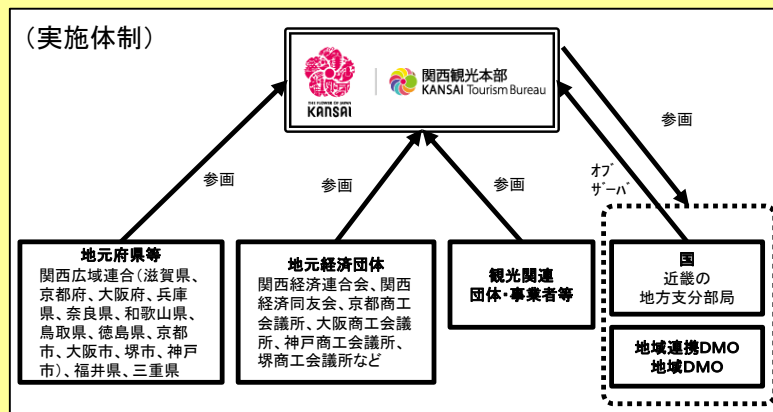 （実施体制）
THE FLOWER OF JAPAN
KANSAI
関西観光本部
KANSAI Tourism Bureau
参画
参画
参画
オブ
ザーバ
参画
地元府県等
関西広域連合（滋賀県、
京都府、大阪府、兵庫
県、奈良県、和歌山県、
鳥取県、徳島県、京都
市、大阪市、堺市、神戸
市）、福井県、三重県
地元経済団体
関西経済連合会、関西
経済同友会、京都商工
会議所、大阪商工会議
所、神戸商工会議所、
堺商工会議所など
観光関連
団体・事業者等
国
近畿の
地方支分部局
地域連携DMO
地域DMO